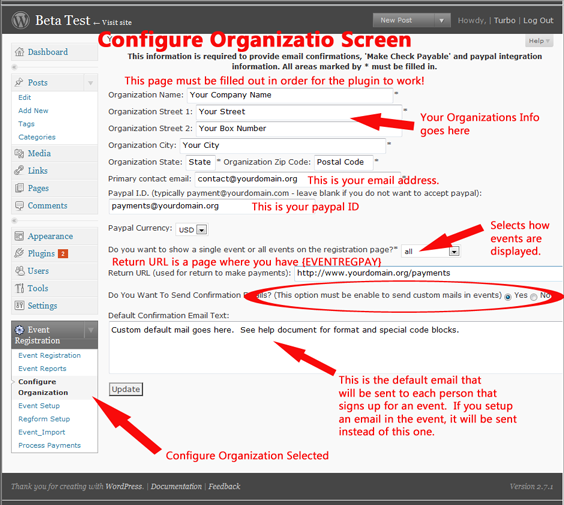 Beta Test ← Visit site
New Post
Howdy, | Turbo | Log Out
Configure Organizatio Screen
Help
This information is required to provide email confirmations, 'Make Check Payable' and paypal integration
information. All areas marked by * must be filled in.
This page must be filled out in order for the plugin to work!
Organization Name: Your Company Name *
Organization Street 1: Your Street *
Organization Street 2: Your Box Number
Organization City: Your City *
Organization State: State * Organization Zip Code: Postal Code *
Your Organizations Info
goes here
Primary contact email: contact@yourdomain.org *
This is your email address.
Paypal I.D. (typically payment@yourdomain.com - leave blank if you do not want to accept paypal):
payments@yourdomain.org
This is your paypal ID
Paypal Currency: USD
Selects how
events are
displayed.
Do you want to show a single event or all events on the registration page?* all
Return URL is a page where you have {EVENTREGPAY}
Return URL (used for return to make payments): http://www.yourdomain.org/payments
Do You Want To Send Confirmation (This option must be enable to send custom mails in events) Yes No
Default Confirmation Email Text:
Custom default mail goes here. See help document for format and special code blocks.
Update
This is the default email that
will be sent to each person that
signs up for an event. If you setup
an email in the event, it will be sent
instead of this one.
Configure Organization Selected
Dashboard
Posts
Edit
Add New
Tags
Categories
Media
Links
Pages
Comments
Appearance
Plugins 2
Users
Tools
Settings
Event
Registration
Event Registration
Event Reports
Configure
Organization
Event Setup
Regform Setup
Event_Import
Process Payments
Thank you for creating with WordPress. | Documentation | Feedback
Version 2.7.1